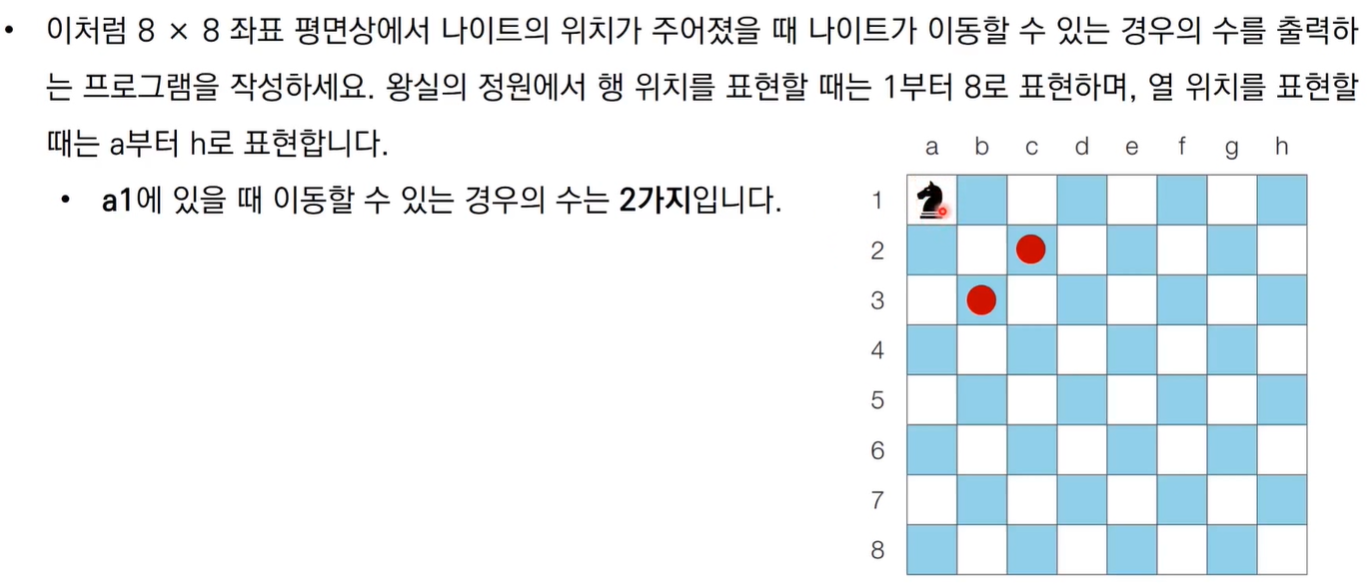 • 이처럼 8 × 8 좌표 평면상에서 나이트의 위치가 주어졌을 때 나이트가 이동할 수 있는 경우의 수를 출력하
는 프로그램을 작성하세요. 왕실의 정원에서 행 위치를 표현할 때는 1부터 8로 표현하며, 열 위치를 표현할
때는 a부터 h로 표현합니다.
• a1에 있을 때 이동할 수 있는 경우의 수는 2가지입니다.
a b c d e f g h
1
2
3
4
5
6
7
8